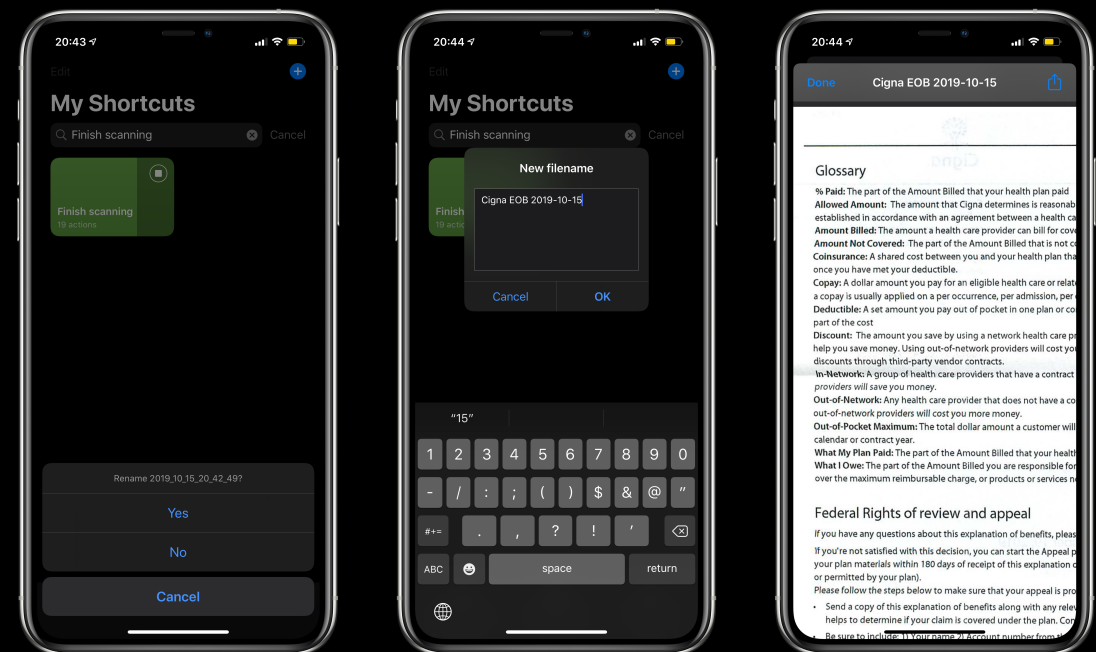 20:43
Edit
My Shortcuts
Finish scanning
Cancel
Finish scanning
19 actions
Rename 2019_10_15_20_42_49?
Yes
No
Cancel
20:44
Edit
My Shortcuts
Finish scanning
Cancel
Finish
19 actio
New filename
Cigna EOB 2019-10-15
Cancel
OK
"15"
1 2 3 4 5 6 7 8 9 0
- / : ; ( ) $ & @ "
#+= . , ? ! '
ABC space return
20:44
Done
Cigna EOB 2019-10-15
Cigna
Glossary
% Paid: The part of the Amount Billed that your health plan paid
Allowed Amount: The amount that Cigna determines is reasonab
established in accordance with an agreement between a health ca
Amount Billed: The amount a health care provider can bill for cove
Amount Not Covered: The part of the Amount Billed that is not co
Coinsurance: A shared cost between you and your health plan tha
once you have met your deductible.
Copay: A dollar amount you pay for an eligible health care or relate
a copay is usually applied on a per occurrence, per admission, per
Deductible: A set amount you pay out of pocket in one plan or co
part of the cost
Discount: The amount you save by using a network health care pr
help you save money. Using out-of-network providers will cost you
discounts through third-party vendor contracts.
In-Network: A group of health care providers that have a contract
providers will save you money.
Out-of-Network: Any health care provider that does not have a co
out-of-network providers will cost you more money.
Out-of-Pocket Maximum: The total dollar amount a customer will
calendar or contract year.
What My Plan Paid: The part of the Amount Billed that your health
What I Owe: The part of the Amount Billed you are responsible for
over the maximum reimbursable charge, or products or services n
Federal Rights of review and appeal
If you have any questions about this explanation of benefits, pleas
If you're not satisfied with this decision, you can start the Appeal p
your plan materials within 180 days of receipt of this explanation o
or permitted by your plan).
Please follow the steps below to make sure that your appeal is pro
• Send a copy of this explanation of benefits along with any relev
helps to determine if your claim is covered under the plan. Con
• Be sure to include: 1) Your name 2) Account number from th